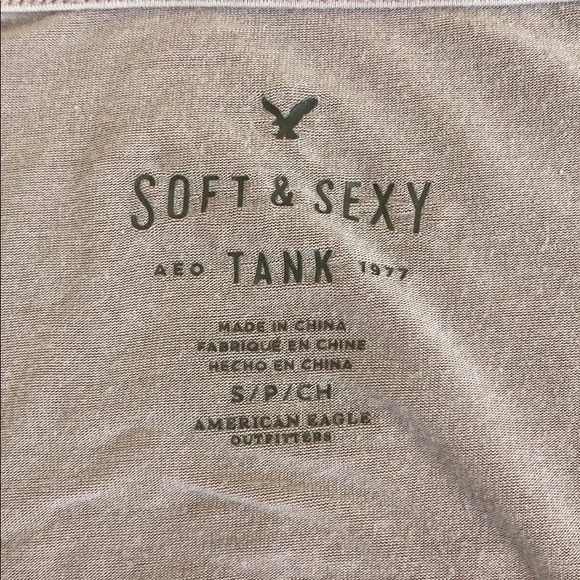 SOFT & SEXY
AEO TANK 1977
MADE IN CHINA
FABRIQUÉ EN CHINE
HECHO EN CHINA
S/P/CH
AMERICAN EAGLE
OUTFITTERS